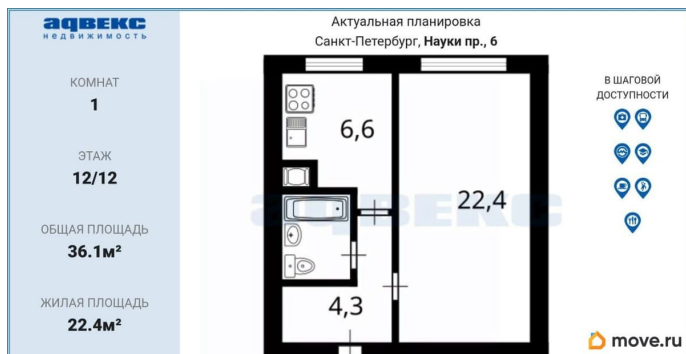 адвекс
НЕДВИЖИМОСТЬ
КОМНАТ
1
ЭТАЖ
12/12
ОБЩАЯ ПЛОЩАДЬ
36.1м²
ЖИЛАЯ ПЛОЩАДЬ
22.4м²
Актуальная планировка
Санкт-Петербург, Науки пр., 6
6,6
22,4
4,3
адвекс
В ШАГОВОЙ
ДОСТУПНОСТИ
move.ru